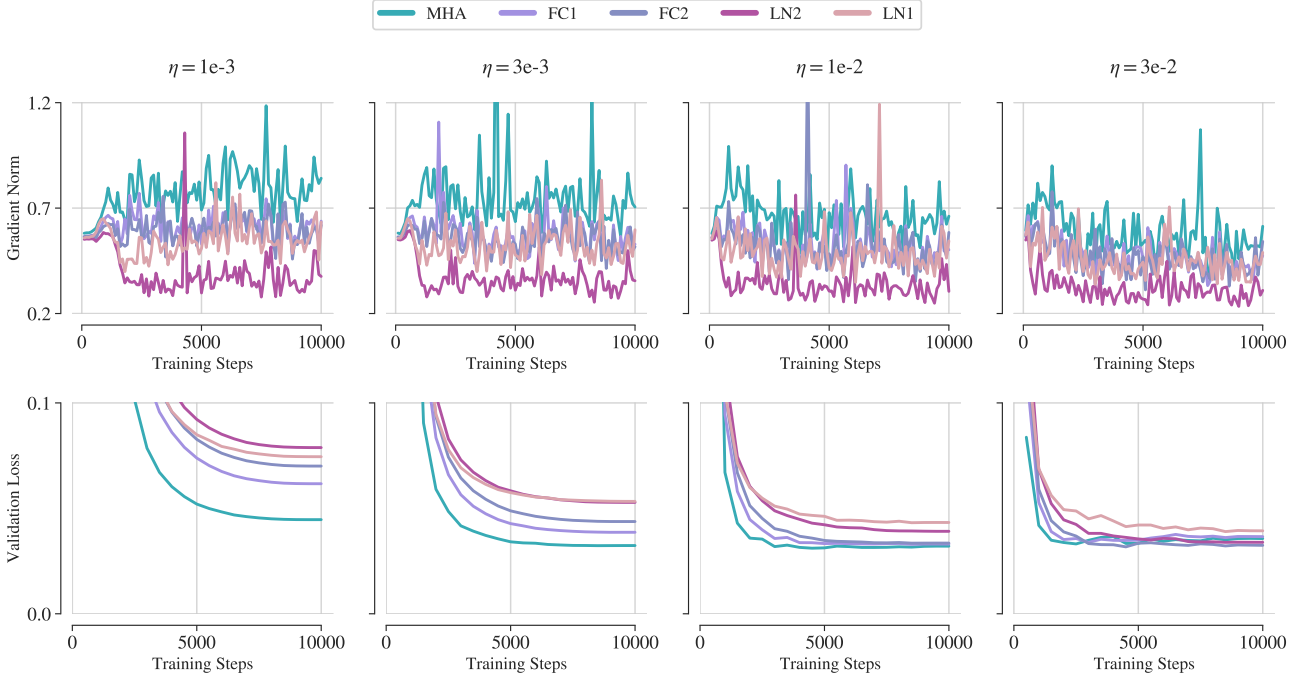 MHA FC1 FC2 LN2 LN1
η = 1e-3 η = 3e-3 η = 1e-2 η = 3e-2
Gradient Norm
1.2
0.7
0.2
0 5000 10000 0 5000 10000 0 5000 10000 0 5000 10000
Training Steps Training Steps Training Steps Training Steps
Validation Loss
0.1
0.0
0 5000 10000 0 5000 10000 0 5000 10000 0 5000 10000
Training Steps Training Steps Training Steps Training Steps